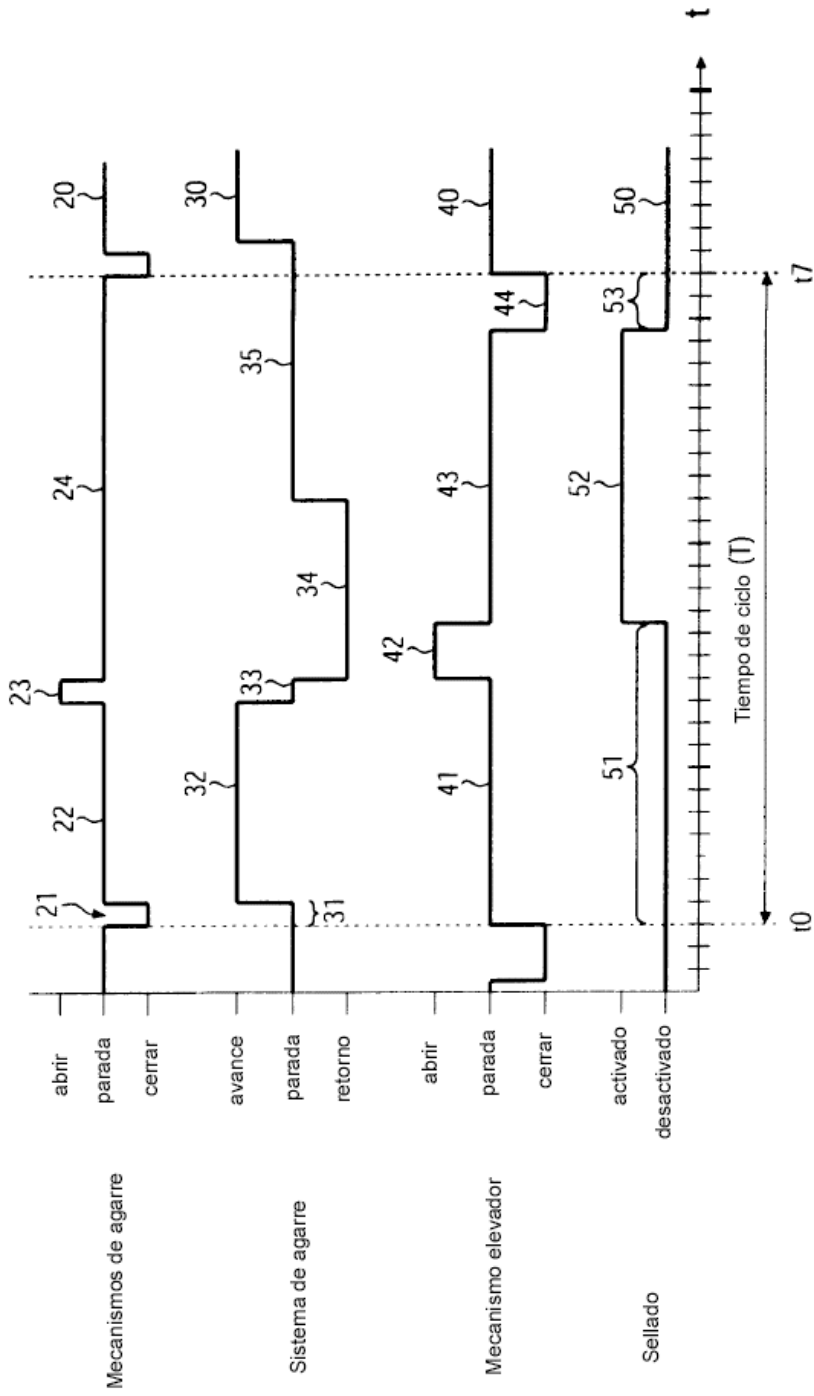 Mecanismos de agarre
abrir
parada
cerrar
21
22
23
24
20
Sistema de agarre
avance
parada
retorno
31
32
33
34
35
30
Mecanismo elevador
abrir
parada
cerrar
41
42
43
44
40
Sellado
activado
desactivado
51
52
53
50
t
t0
Tiempo de ciclo (T)
t7